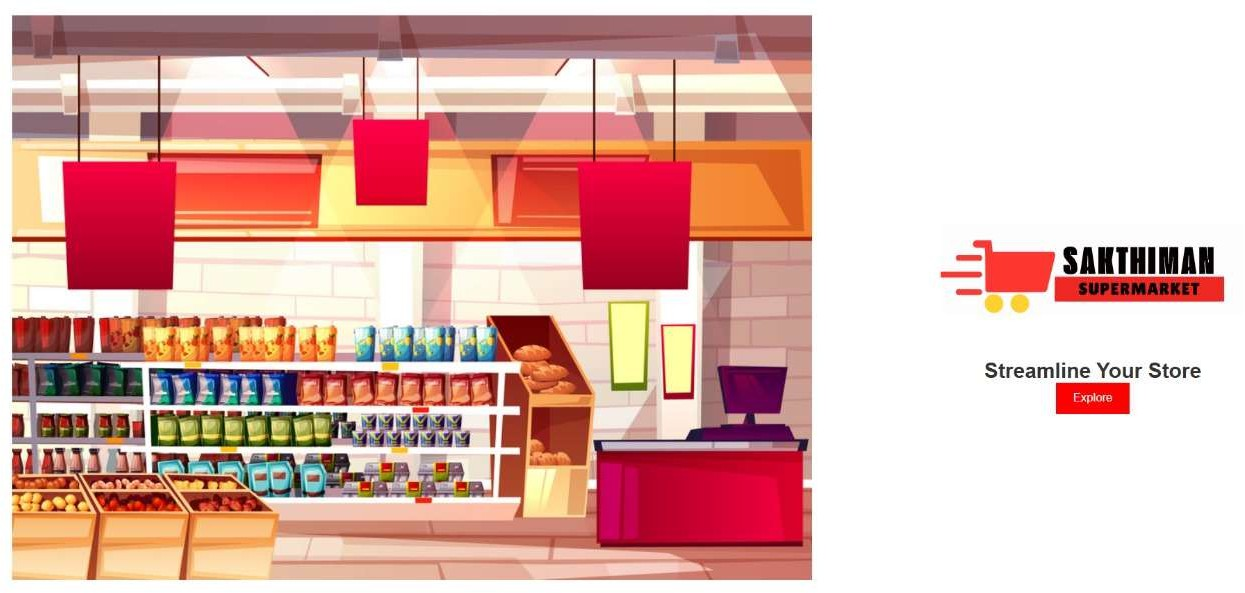 SAKTHIMAN
SUPERMARKET
Streamline Your Store
Explore